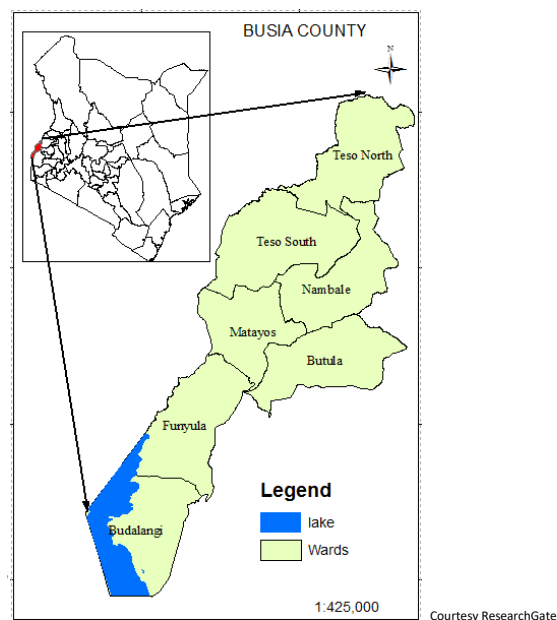 BUSIA COUNTY
N
Teso North
Teso South
Nambale
Matayos
Butula
Funyula
Budalangi
Legend
lake
Wards
1:425,000
Courtesy ResearchGate